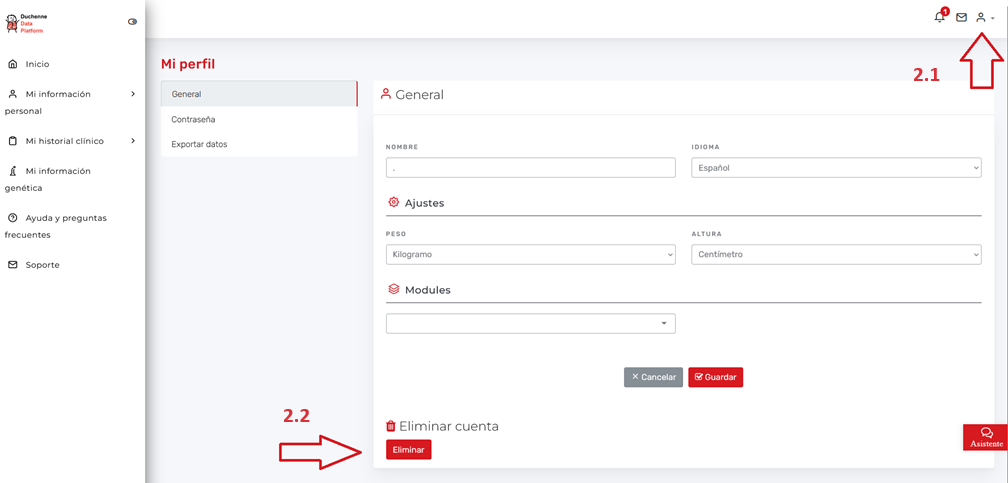 Duchenne
Data
Platform
1
Inicio
Mi información
personal
Mi historial clínico
Mi información
genética
Ayuda y preguntas
frecuentes
Soporte
2.1
Mi perfil
General
Contraseña
Exportar datos
General
NOMBRE
IDIOMA
.
Español
Ajustes
PESO
ALTURA
Kilogramo
Centímetro
Modules
Cancelar
Guardar
2.2
Eliminar cuenta
Eliminar
Asistente